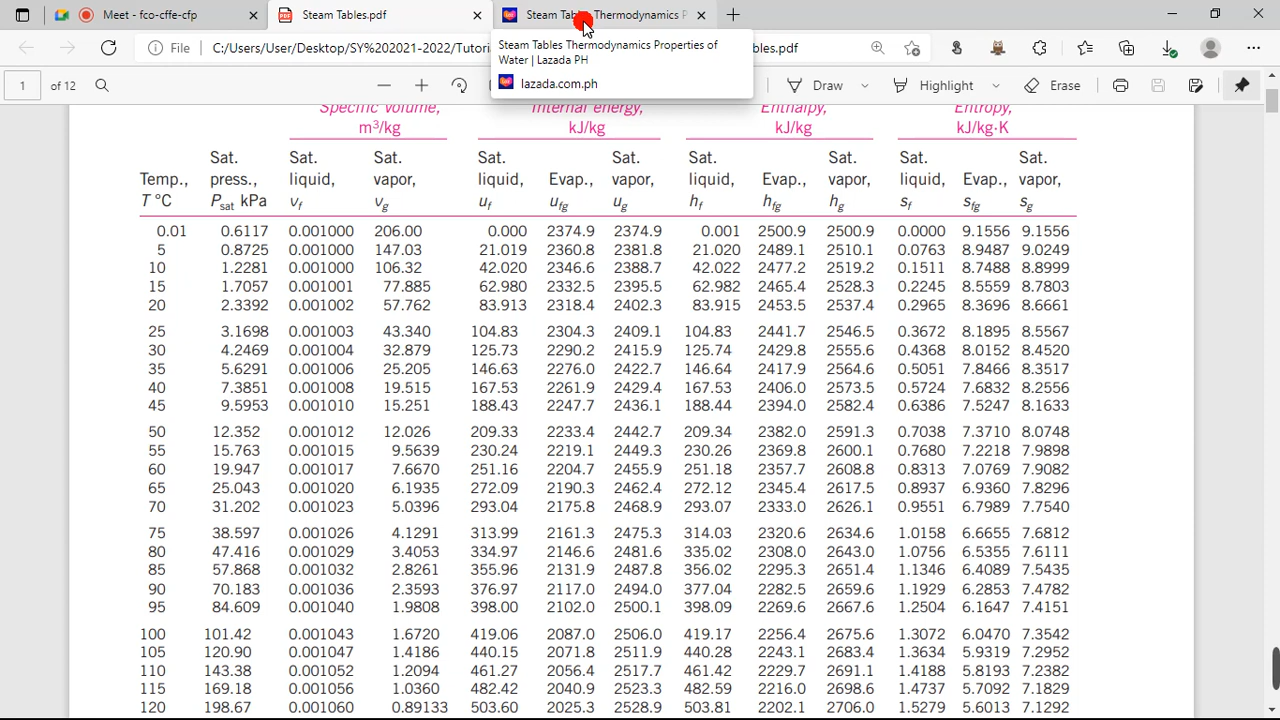 Meet - fco-cffe-cfp
Steam Tables.pdf
Steam Tab Thermodynamics P
File C:/Users/User/Desktop/SY%202021-2022/Tutori bles.pdf
Steam Tables Thermodynamics Properties of
Water | Lazada PH
lazada.com.ph
1 of 12 Draw Highlight Erase
Specific volume, Internal energy, Enthalpy, Entropy,
m³/kg kJ/kg kJ/kg kJ/kg·K
Sat. Sat. Sat. Sat. Sat. Sat. Sat. Sat. Sat.
Temp., press., liquid, vapor, liquid, Evap., vapor, liquid, Evap., vapor, liquid, Evap., vapor,
T °C Psat kPa vf vg uf ufg ug hf hfg hg sf sfg sg
0.01 0.6117 0.001000 206.00 0.000 2374.9 2374.9 0.001 2500.9 2500.9 0.0000 9.1556 9.1556
5 0.8725 0.001000 147.03 21.019 2360.8 2381.8 21.020 2489.1 2510.1 0.0763 8.9487 9.0249
10 1.2281 0.001000 106.32 42.020 2346.6 2388.7 42.022 2477.2 2519.2 0.1511 8.7488 8.8999
15 1.7057 0.001001 77.885 62.980 2332.5 2395.5 62.982 2465.4 2528.3 0.2245 8.5559 8.7803
20 2.3392 0.001002 57.762 83.913 2318.4 2402.3 83.915 2453.5 2537.4 0.2965 8.3696 8.6661
25 3.1698 0.001003 43.340 104.83 2304.3 2409.1 104.83 2441.7 2546.5 0.3672 8.1895 8.5567
30 4.2469 0.001004 32.879 125.73 2290.2 2415.9 125.74 2429.8 2555.6 0.4368 8.0152 8.4520
35 5.6291 0.001006 25.205 146.63 2276.0 2422.7 146.64 2417.9 2564.6 0.5051 7.8466 8.3517
40 7.3851 0.001008 19.515 167.53 2261.9 2429.4 167.53 2406.0 2573.5 0.5724 7.6832 8.2556
45 9.5953 0.001010 15.251 188.43 2247.7 2436.1 188.44 2394.0 2582.4 0.6386 7.5247 8.1633
50 12.352 0.001012 12.026 209.33 2233.4 2442.7 209.34 2382.0 2591.3 0.7038 7.3710 8.0748
55 15.763 0.001015 9.5639 230.24 2219.1 2449.3 230.26 2369.8 2600.1 0.7680 7.2218 7.9898
60 19.947 0.001017 7.6670 251.16 2204.7 2455.9 251.18 2357.7 2608.8 0.8313 7.0769 7.9082
65 25.043 0.001020 6.1935 272.09 2190.3 2462.4 272.12 2345.4 2617.5 0.8937 6.9360 7.8296
70 31.202 0.001023 5.0396 293.04 2175.8 2468.9 293.07 2333.0 2626.1 0.9551 6.7989 7.7540
75 38.597 0.001026 4.1291 313.99 2161.3 2475.3 314.03 2320.6 2634.6 1.0158 6.6655 7.6812
80 47.416 0.001029 3.4053 334.97 2146.6 2481.6 335.02 2308.0 2643.0 1.0756 6.5355 7.6111
85 57.868 0.001032 2.8261 355.96 2131.9 2487.8 356.02 2295.3 2651.4 1.1346 6.4089 7.5435
90 70.183 0.001036 2.3593 376.97 2117.0 2494.0 377.04 2282.5 2659.6 1.1929 6.2853 7.4782
95 84.609 0.001040 1.9808 398.00 2102.0 2500.1 398.09 2269.6 2667.6 1.2504 6.1647 7.4151
100 101.42 0.001043 1.6720 419.06 2087.0 2506.0 419.17 2256.4 2675.6 1.3072 6.0470 7.3542
105 120.90 0.001047 1.4186 440.15 2071.8 2511.9 440.28 2243.1 2683.4 1.3634 5.9319 7.2952
110 143.38 0.001052 1.2094 461.27 2056.4 2517.7 461.42 2229.7 2691.1 1.4188 5.8193 7.2382
115 169.18 0.001056 1.0360 482.42 2040.9 2523.3 482.59 2216.0 2698.6 1.4737 5.7092 7.1829
120 198.67 0.001060 0.89133 503.60 2025.3 2528.9 503.81 2202.1 2706.0 1.5279 5.6013 7.1292